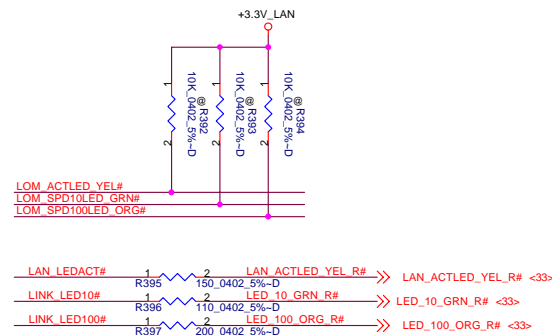 +3.3V_LAN
1 1 1
@ R392 10K_0402_5%~D
@ R393 10K_0402_5%~D
@ R394 10K_0402_5%~D
2 2 2
LOM_ACTLED_YEL#
LOM_SPD10LED_GRN#
LOM_SPD100LED_ORG#
LAN_LEDACT# 1 2 LAN_ACTLED_YEL_R# LAN_ACTLED_YEL_R# <33>
R395 150_0402_5%~D
LINK_LED10# 1 2 LED_10_GRN_R# LED_10_GRN_R# <33>
R396 110_0402_5%~D
LINK_LED100# 1 2 LED_100_ORG_R# LED_100_ORG_R# <33>
R397 200_0402_5%~D